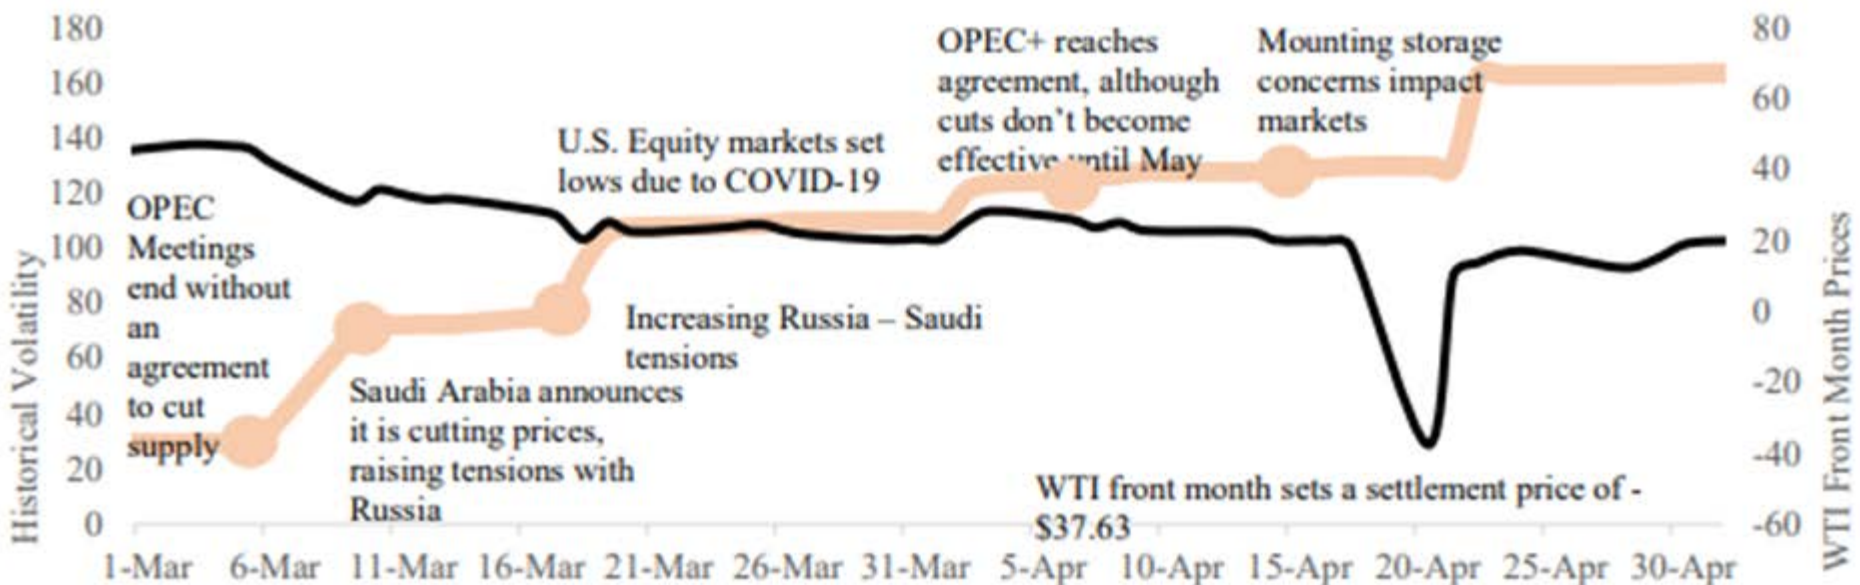 180
160
140
120
100
80
60
40
20
0
Historical Volatility
80
60
40
20
0
-20
-40
-60
WTI Front Month Prices
1-Mar 6-Mar 11-Mar 16-Mar 21-Mar 26-Mar 31-Mar 5-Apr 10-Apr 15-Apr 20-Apr 25-Apr 30-Apr
OPEC
Meetings
end without
an
agreement
to cut
supply
Saudi Arabia announces
it is cutting prices,
raising tensions with
Russia
U.S. Equity markets set
lows due to COVID-19
Increasing Russia – Saudi
tensions
OPEC+ reaches
agreement, although
cuts don't become
effective until May
Mounting storage
concerns impact
markets
WTI front month sets a settlement price of -
$37.63